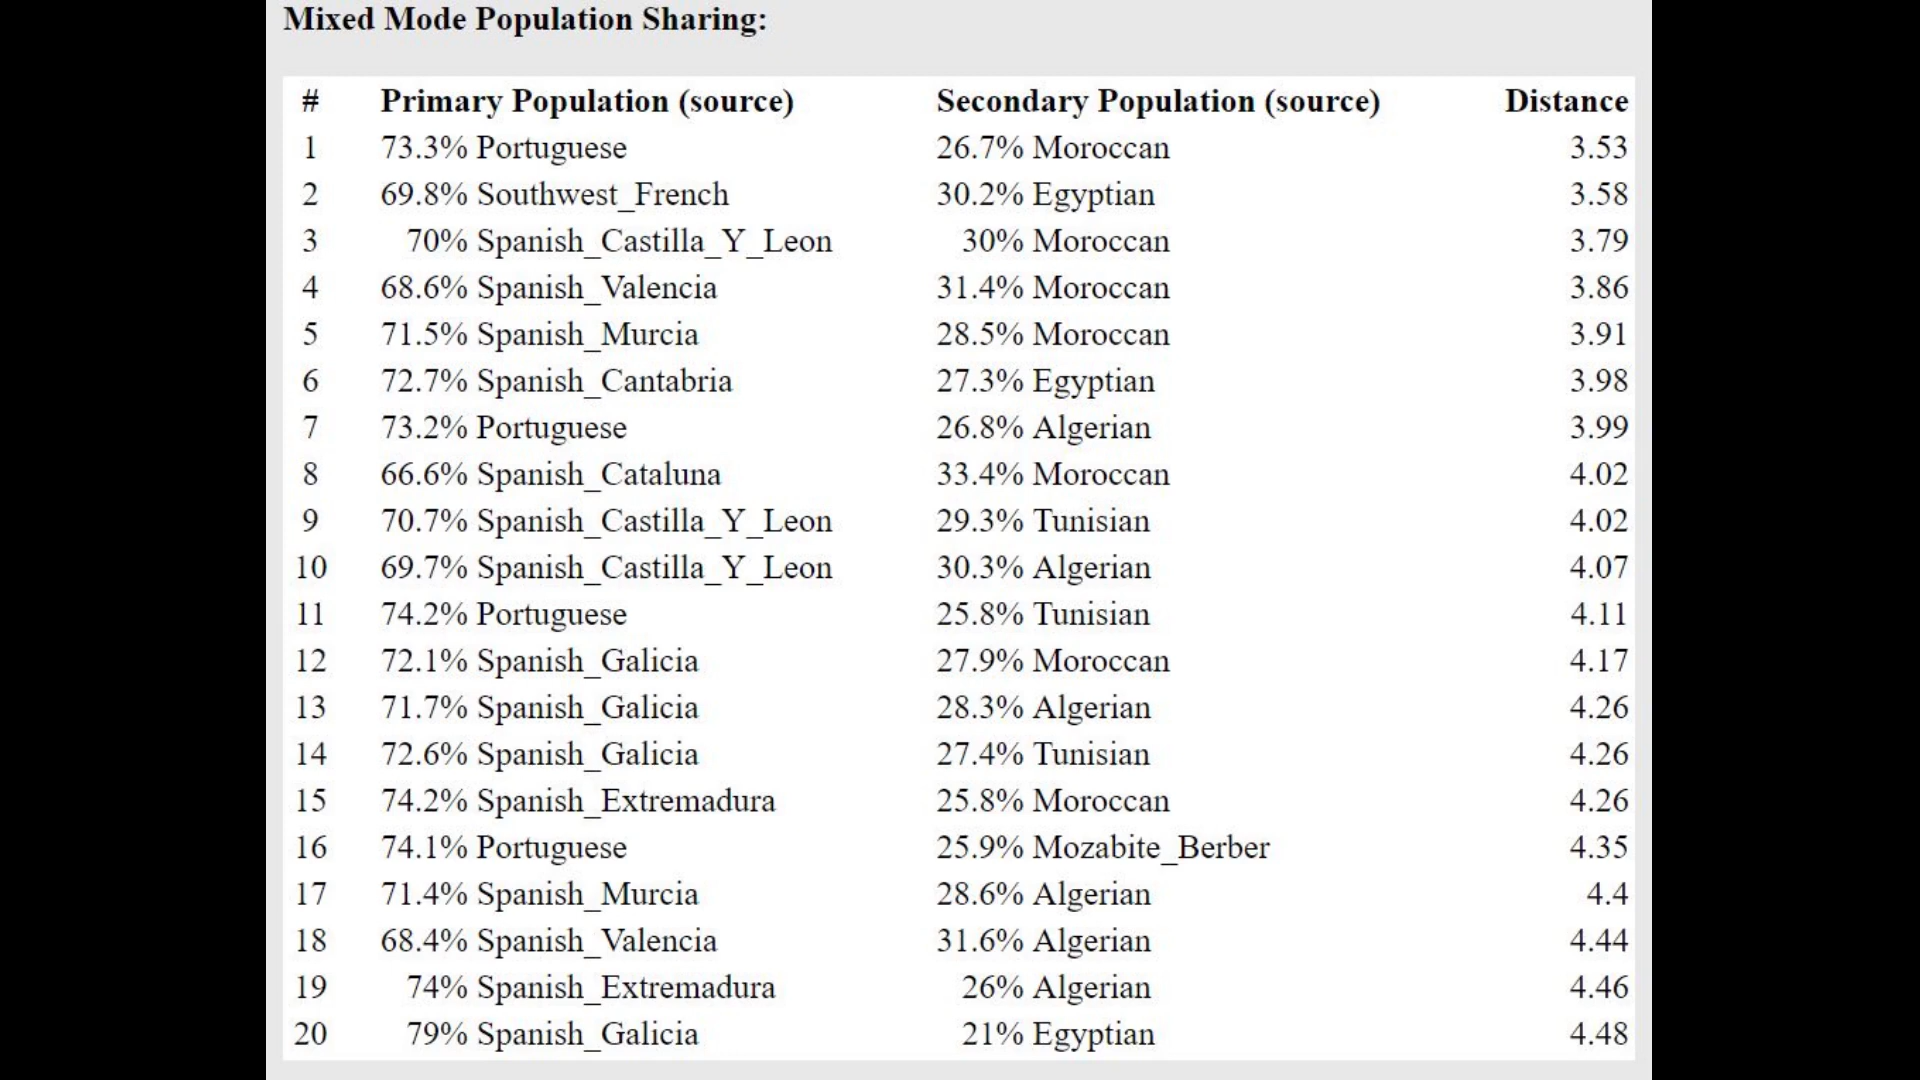 Mixed Mode Population Sharing:
# Primary Population (source) Secondary Population (source) Distance
1 73.3% Portuguese 26.7% Moroccan 3.53
2 69.8% Southwest_French 30.2% Egyptian 3.58
3 70% Spanish_Castilla_Y_Leon 30% Moroccan 3.79
4 68.6% Spanish_Valencia 31.4% Moroccan 3.86
5 71.5% Spanish_Murcia 28.5% Moroccan 3.91
6 72.7% Spanish_Cantabria 27.3% Egyptian 3.98
7 73.2% Portuguese 26.8% Algerian 3.99
8 66.6% Spanish_Cataluna 33.4% Moroccan 4.02
9 70.7% Spanish_Castilla_Y_Leon 29.3% Tunisian 4.02
10 69.7% Spanish_Castilla_Y_Leon 30.3% Algerian 4.07
11 74.2% Portuguese 25.8% Tunisian 4.11
12 72.1% Spanish_Galicia 27.9% Moroccan 4.17
13 71.7% Spanish_Galicia 28.3% Algerian 4.26
14 72.6% Spanish_Galicia 27.4% Tunisian 4.26
15 74.2% Spanish_Extremadura 25.8% Moroccan 4.26
16 74.1% Portuguese 25.9% Mozabite_Berber 4.35
17 71.4% Spanish_Murcia 28.6% Algerian 4.4
18 68.4% Spanish_Valencia 31.6% Algerian 4.44
19 74% Spanish_Extremadura 26% Algerian 4.46
20 79% Spanish_Galicia 21% Egyptian 4.48